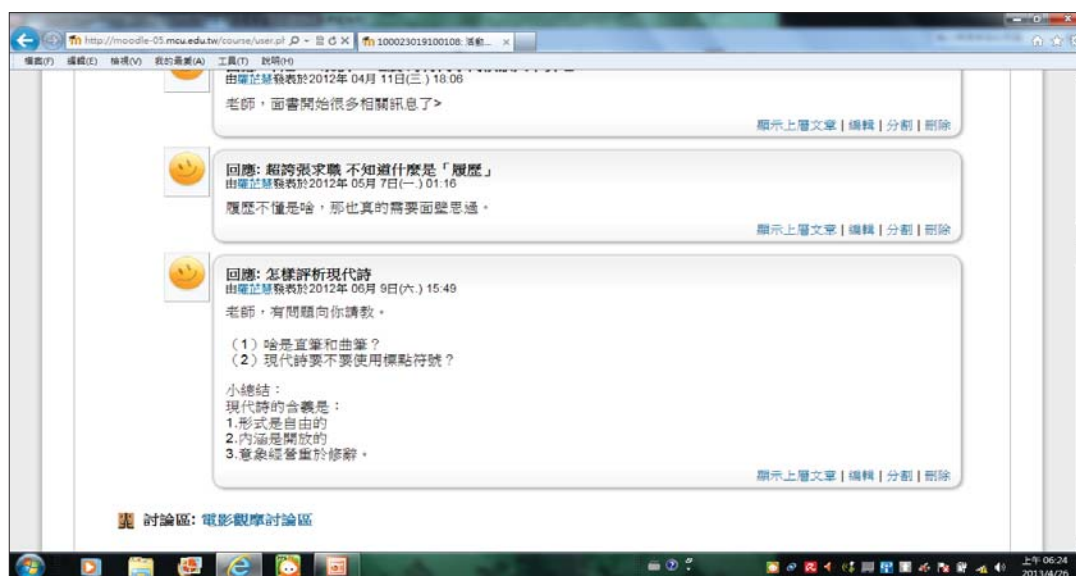 http://moodle-05.mcu.edu.tw/course/user.pl
100023019100108: 活動...
檔案(F) 編輯(E) 檢視(V) 我的最愛(A) 工具(T) 說明(H)
發表於2012年 04月 11日(三.) 18:06
老師，面書開始很多相關訊息了>
顯示上層文章 | 編輯 | 分割 | 刪除
回應: 超誇張求職 不知道什麼是「履歷」
由羅芷慧發表於2012年 05月 7日(一.) 01:16
履歷不懂是啥，那也真的需要面壁思過。
顯示上層文章 | 編輯 | 分割 | 刪除
回應: 怎樣評析現代詩
由羅芷慧發表於2012年 06月 9日(六.) 15:49
老師，有問題向你請教。
（1）啥是直筆和曲筆？
（2）現代詩要不要使用標點符號？
小總結：
現代詩的含義是：
1.形式是自由的
2.內涵是開放的
3.意象經營重於修辭。
顯示上層文章 | 編輯 | 分割 | 刪除
討論區: 電影觀摩討論區
上午 06:24
2013/4/26